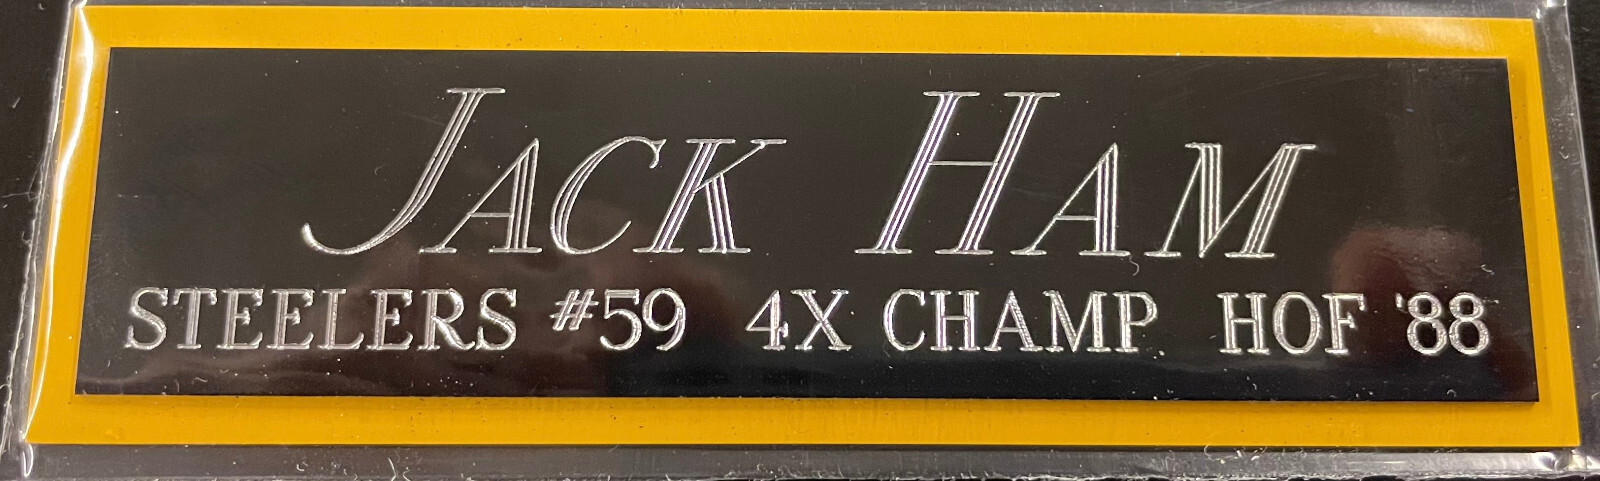 JACK HAM
STEELERS #59 4X CHAMP HOF '88